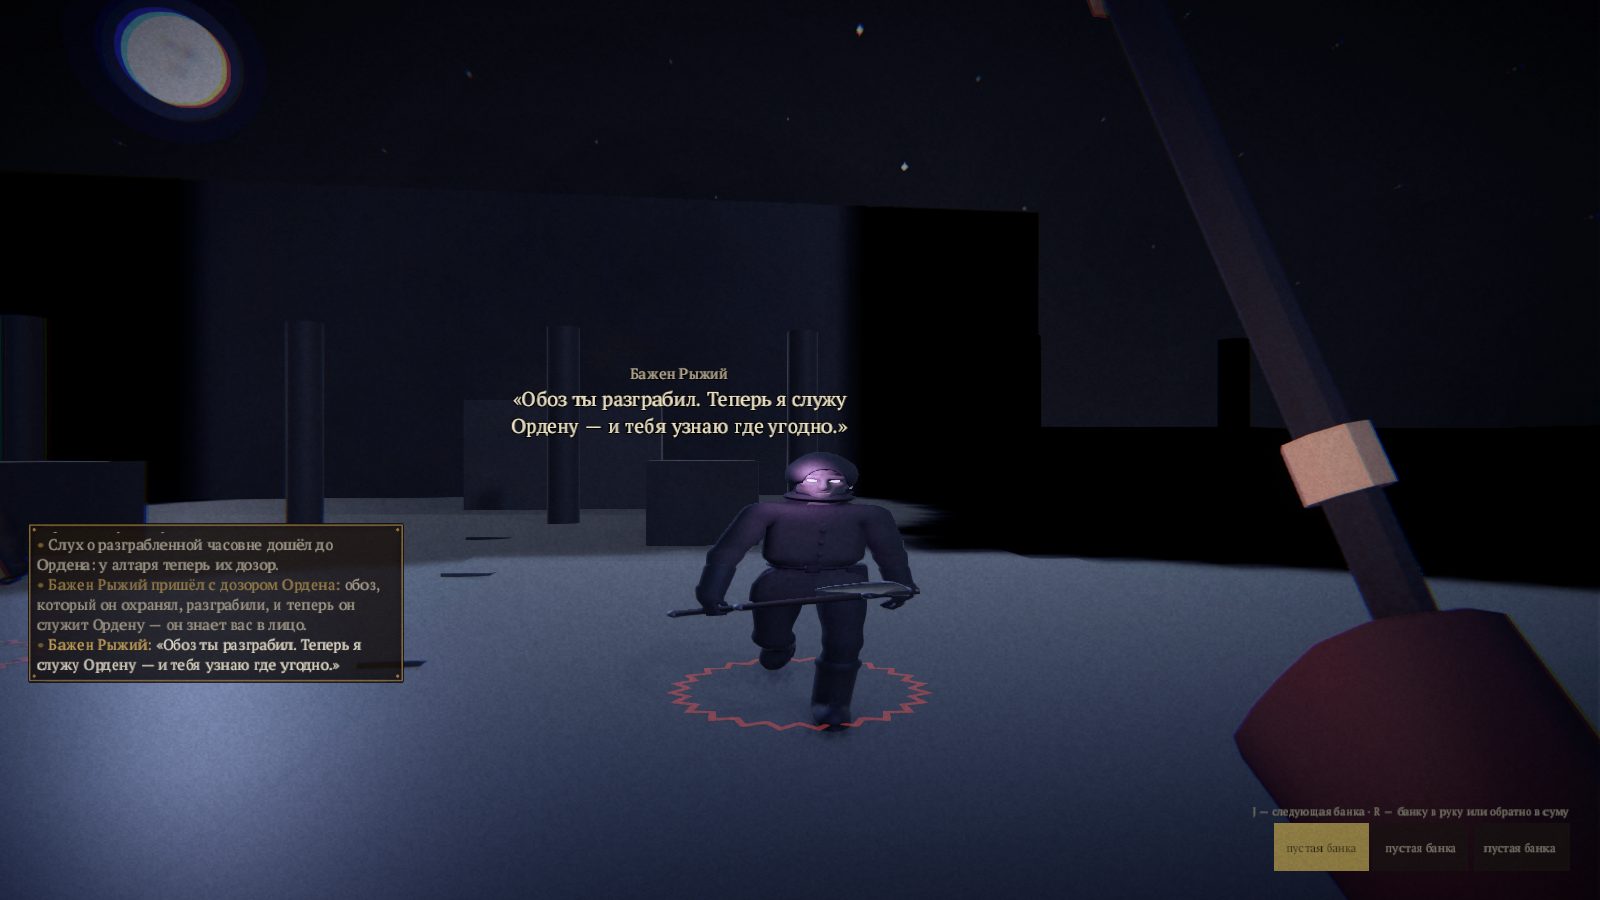 Бажен Рыжий
«Обоз ты разграбил. Теперь я служу
Ордену — и тебя узнаю где угодно.»
• Слух о разграбленной часовне дошёл до
Ордена: у алтаря теперь их дозор.
• Бажен Рыжий пришёл с дозором Ордена: обоз,
который он охранял, разграбили, и теперь он
служит Ордену — он знает вас в лицо.
• Бажен Рыжий: «Обоз ты разграбил. Теперь я
служу Ордену — и тебя узнаю где угодно.»
J — следующая банка · R — банку в руку или обратно в суму
пустая банка
пустая банка
пустая банка